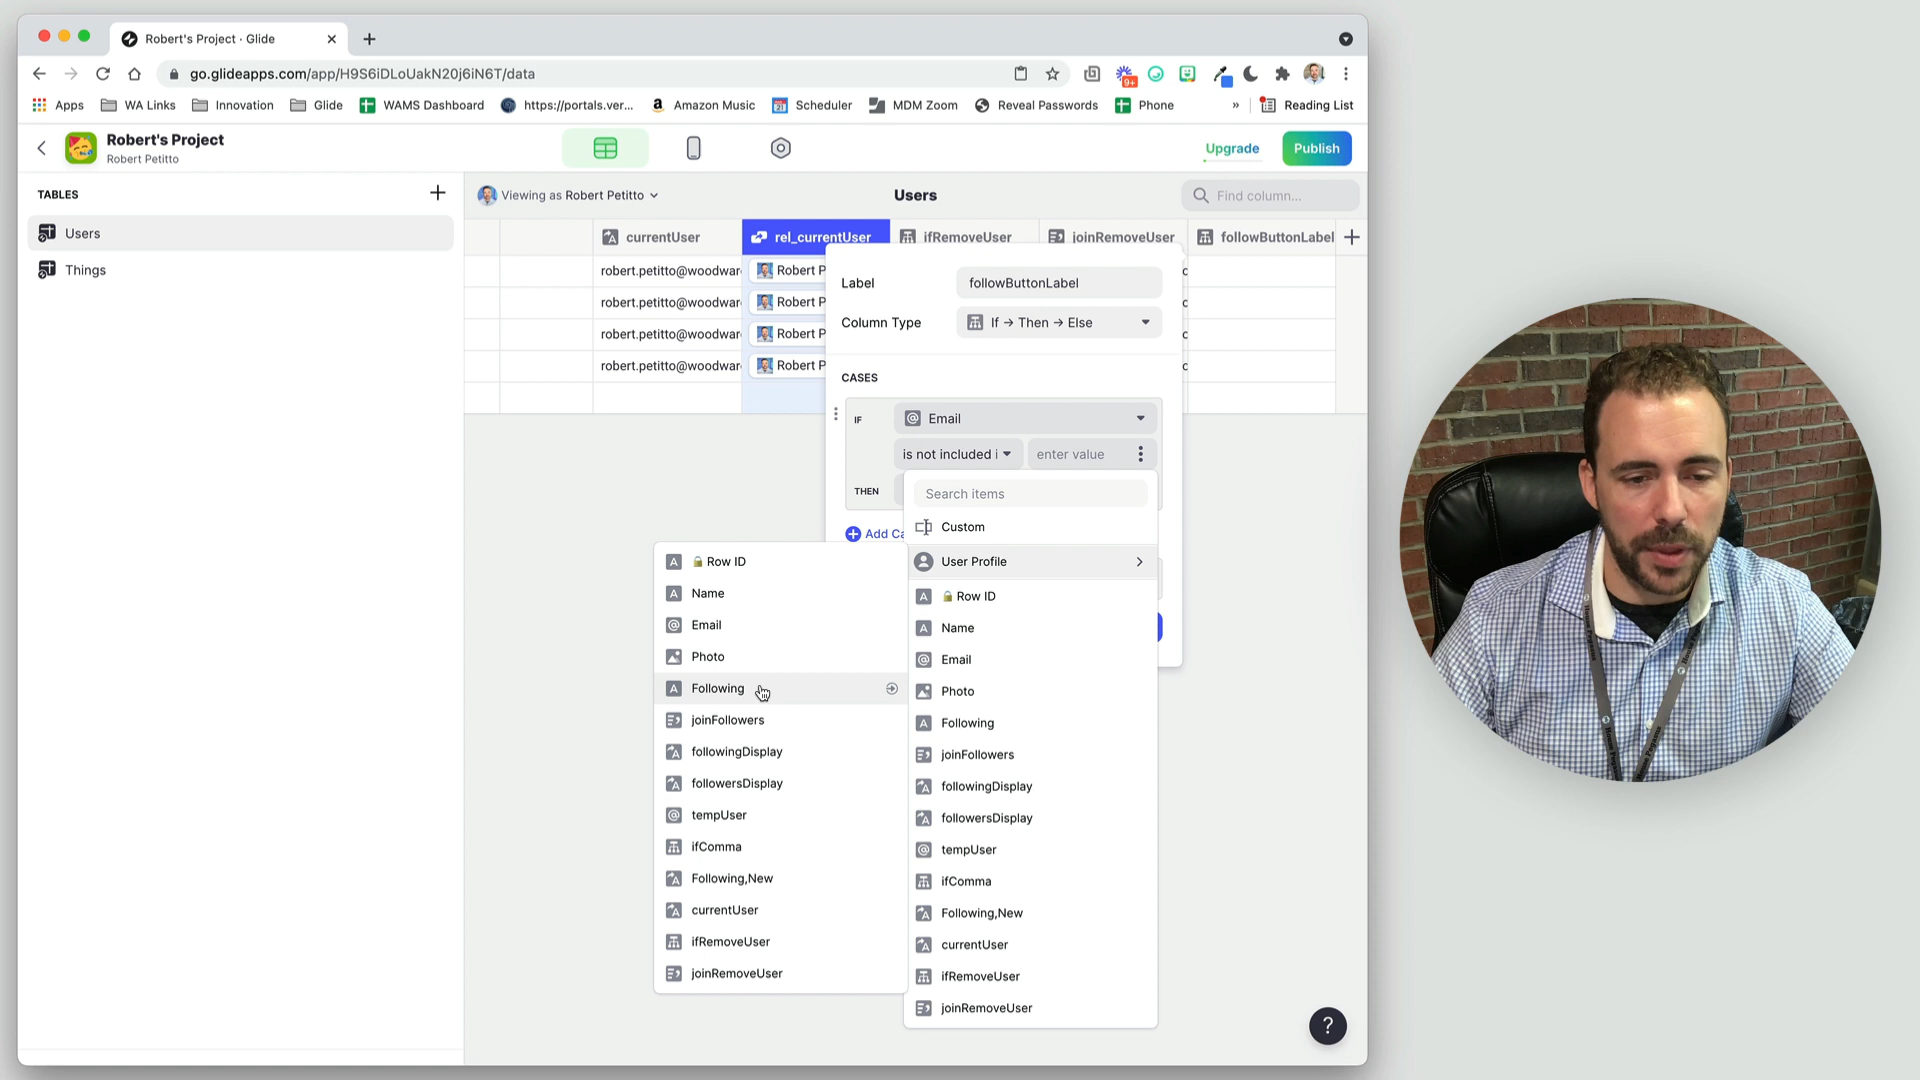 Robert's Project · Glide
go.glideapps.com/app/H9S6iDLoUakN20j6iN6T/data
9+
Apps
WA Links
Innovation
Glide
WAMS Dashboard
https://portals.ver...
Amazon Music
Scheduler
MDM Zoom
Reveal Passwords
Phone
»
Reading List
Robert's Project
Robert Petitto
Upgrade
Publish
TABLES
Users
Things
Viewing as Robert Petitto
Users
Find column...
currentUser
rel_currentUser
ifRemoveUser
joinRemoveUser
followButtonLabel
robert.petitto@woodwar
Robert P
robert.petitto@woodwar
Robert P
robert.petitto@woodwar
Robert P
robert.petitto@woodwar
Robert P
Label
followButtonLabel
Column Type
If → Then → Else
CASES
IF
Email
is not included i
enter value
THEN
Add Ca
Search items
Custom
User Profile
Row ID
Name
Email
Photo
Following
joinFollowers
followingDisplay
followersDisplay
tempUser
ifComma
Following,New
currentUser
ifRemoveUser
joinRemoveUser
Row ID
Name
Email
Photo
Following
joinFollowers
followingDisplay
followersDisplay
tempUser
ifComma
Following,New
currentUser
ifRemoveUser
joinRemoveUser
?